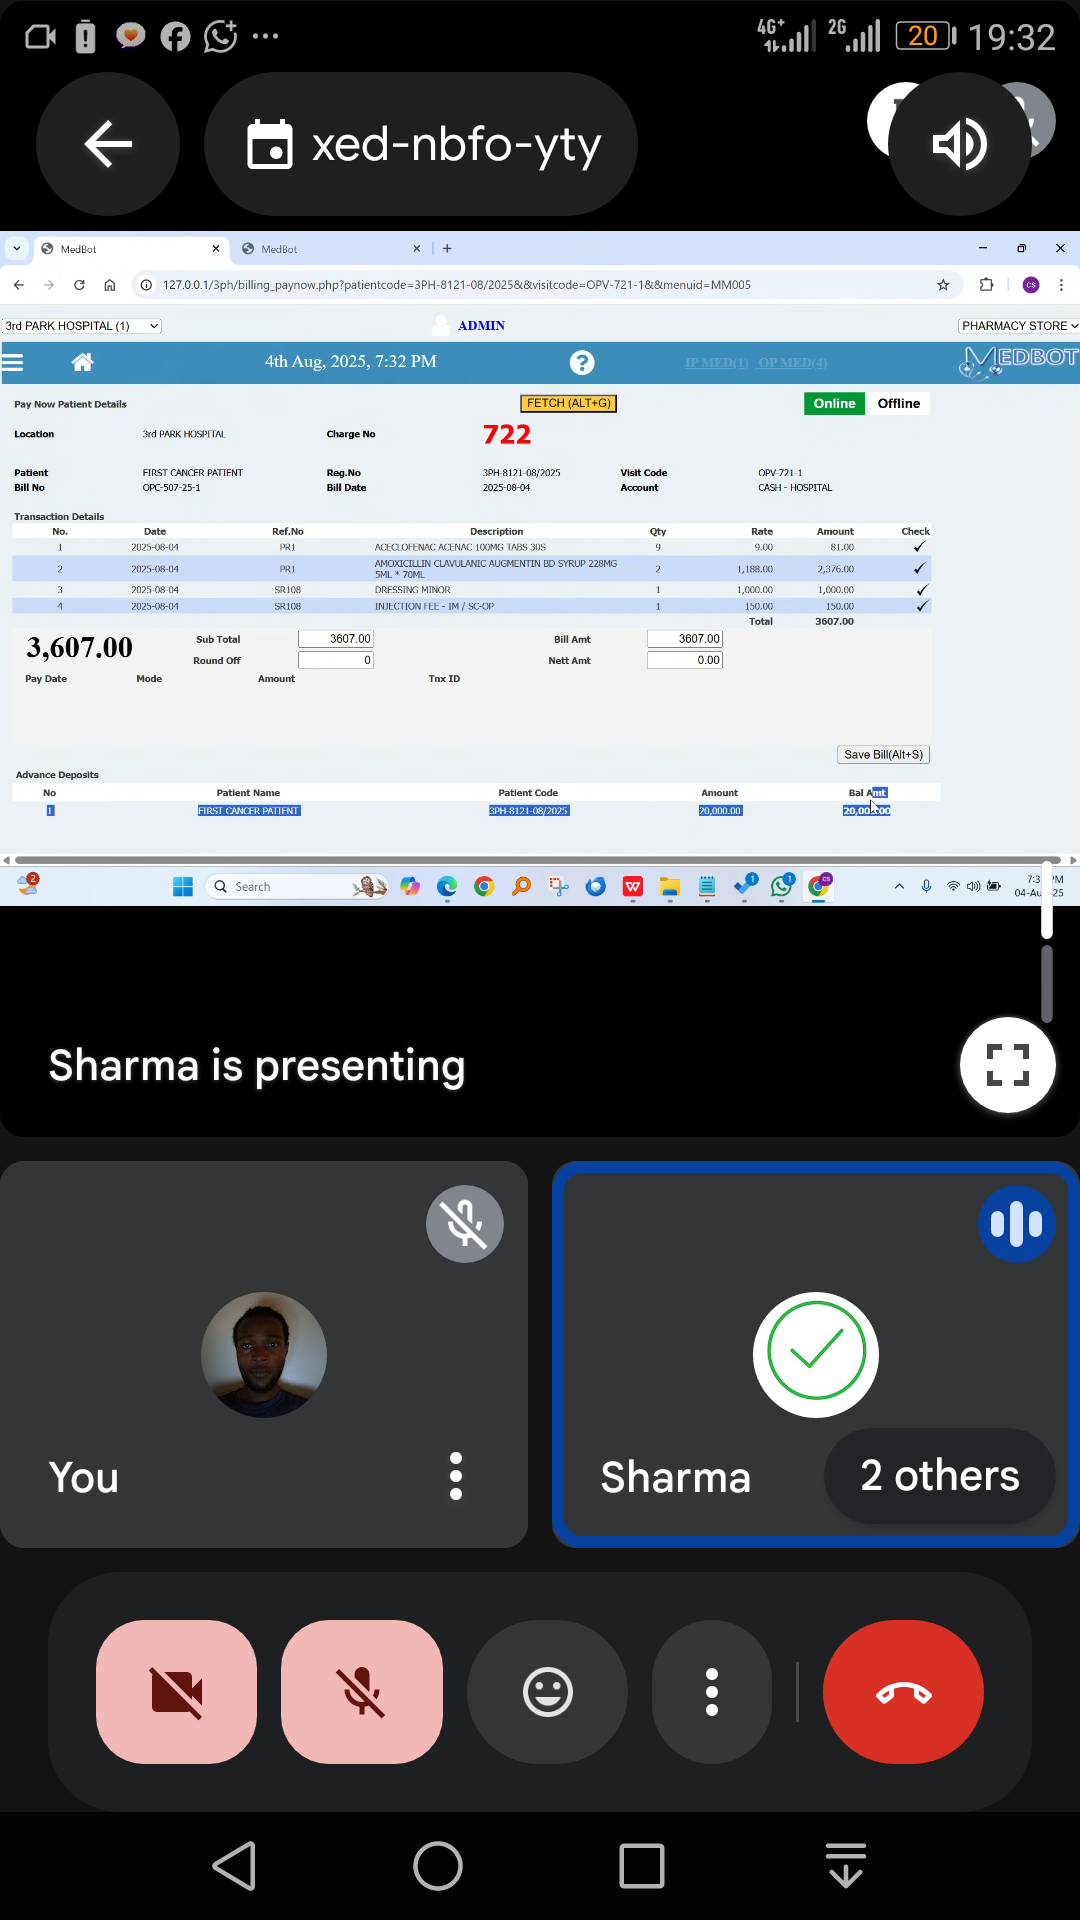 4G+ 2G 20 19:32
xed-nbfo-yty
MedBot MedBot
127.0.0.1/3ph/billing_paynow.php?patientcode=3PH-8121-08/2025&&visitcode=OPV-721-1&&menuid=MM005 CS
3rd PARK HOSPITAL (1) ADMIN PHARMACY STORE
4th Aug, 2025, 7:32 PM ? IP MED(1) OP MED(4) MEDBOT
Pay Now Patient Details FETCH (ALT+G) Online Offline
Location 3rd PARK HOSPITAL Charge No 722
Patient FIRST CANCER PATIENT Reg.No 3PH-8121-08/2025 Visit Code OPV-721-1
Bill No OPC-507-25-1 Bill Date 2025-08-04 Account CASH - HOSPITAL
Transaction Details
No. Date Ref.No Description Qty Rate Amount Check
1 2025-08-04 PR1 ACECLOFENAC ACENAC 100MG TABS 30S 9 9.00 81.00
2 2025-08-04 PR1 AMOXICILLIN CLAVULANIC AUGMENTIN BD SYRUP 228MG 5ML * 70ML 2 1,188.00 2,376.00
3 2025-08-04 SR108 DRESSING MINOR 1 1,000.00 1,000.00
4 2025-08-04 SR108 INJECTION FEE - IM / SC-OP 1 150.00 150.00
Total 3607.00
3,607.00 Sub Total 3607.00 Bill Amt 3607.00
Round Off 0 Nett Amt 0.00
Pay Date Mode Amount Tnx ID
Save Bill(Alt+S)
Advance Deposits
No Patient Name Patient Code Amount Bal Amt
1 FIRST CANCER PATIENT 3PH-8121-08/2025 20,000.00
2 Search 1 1 CS
Sharma is presenting
You Sharma 2 others